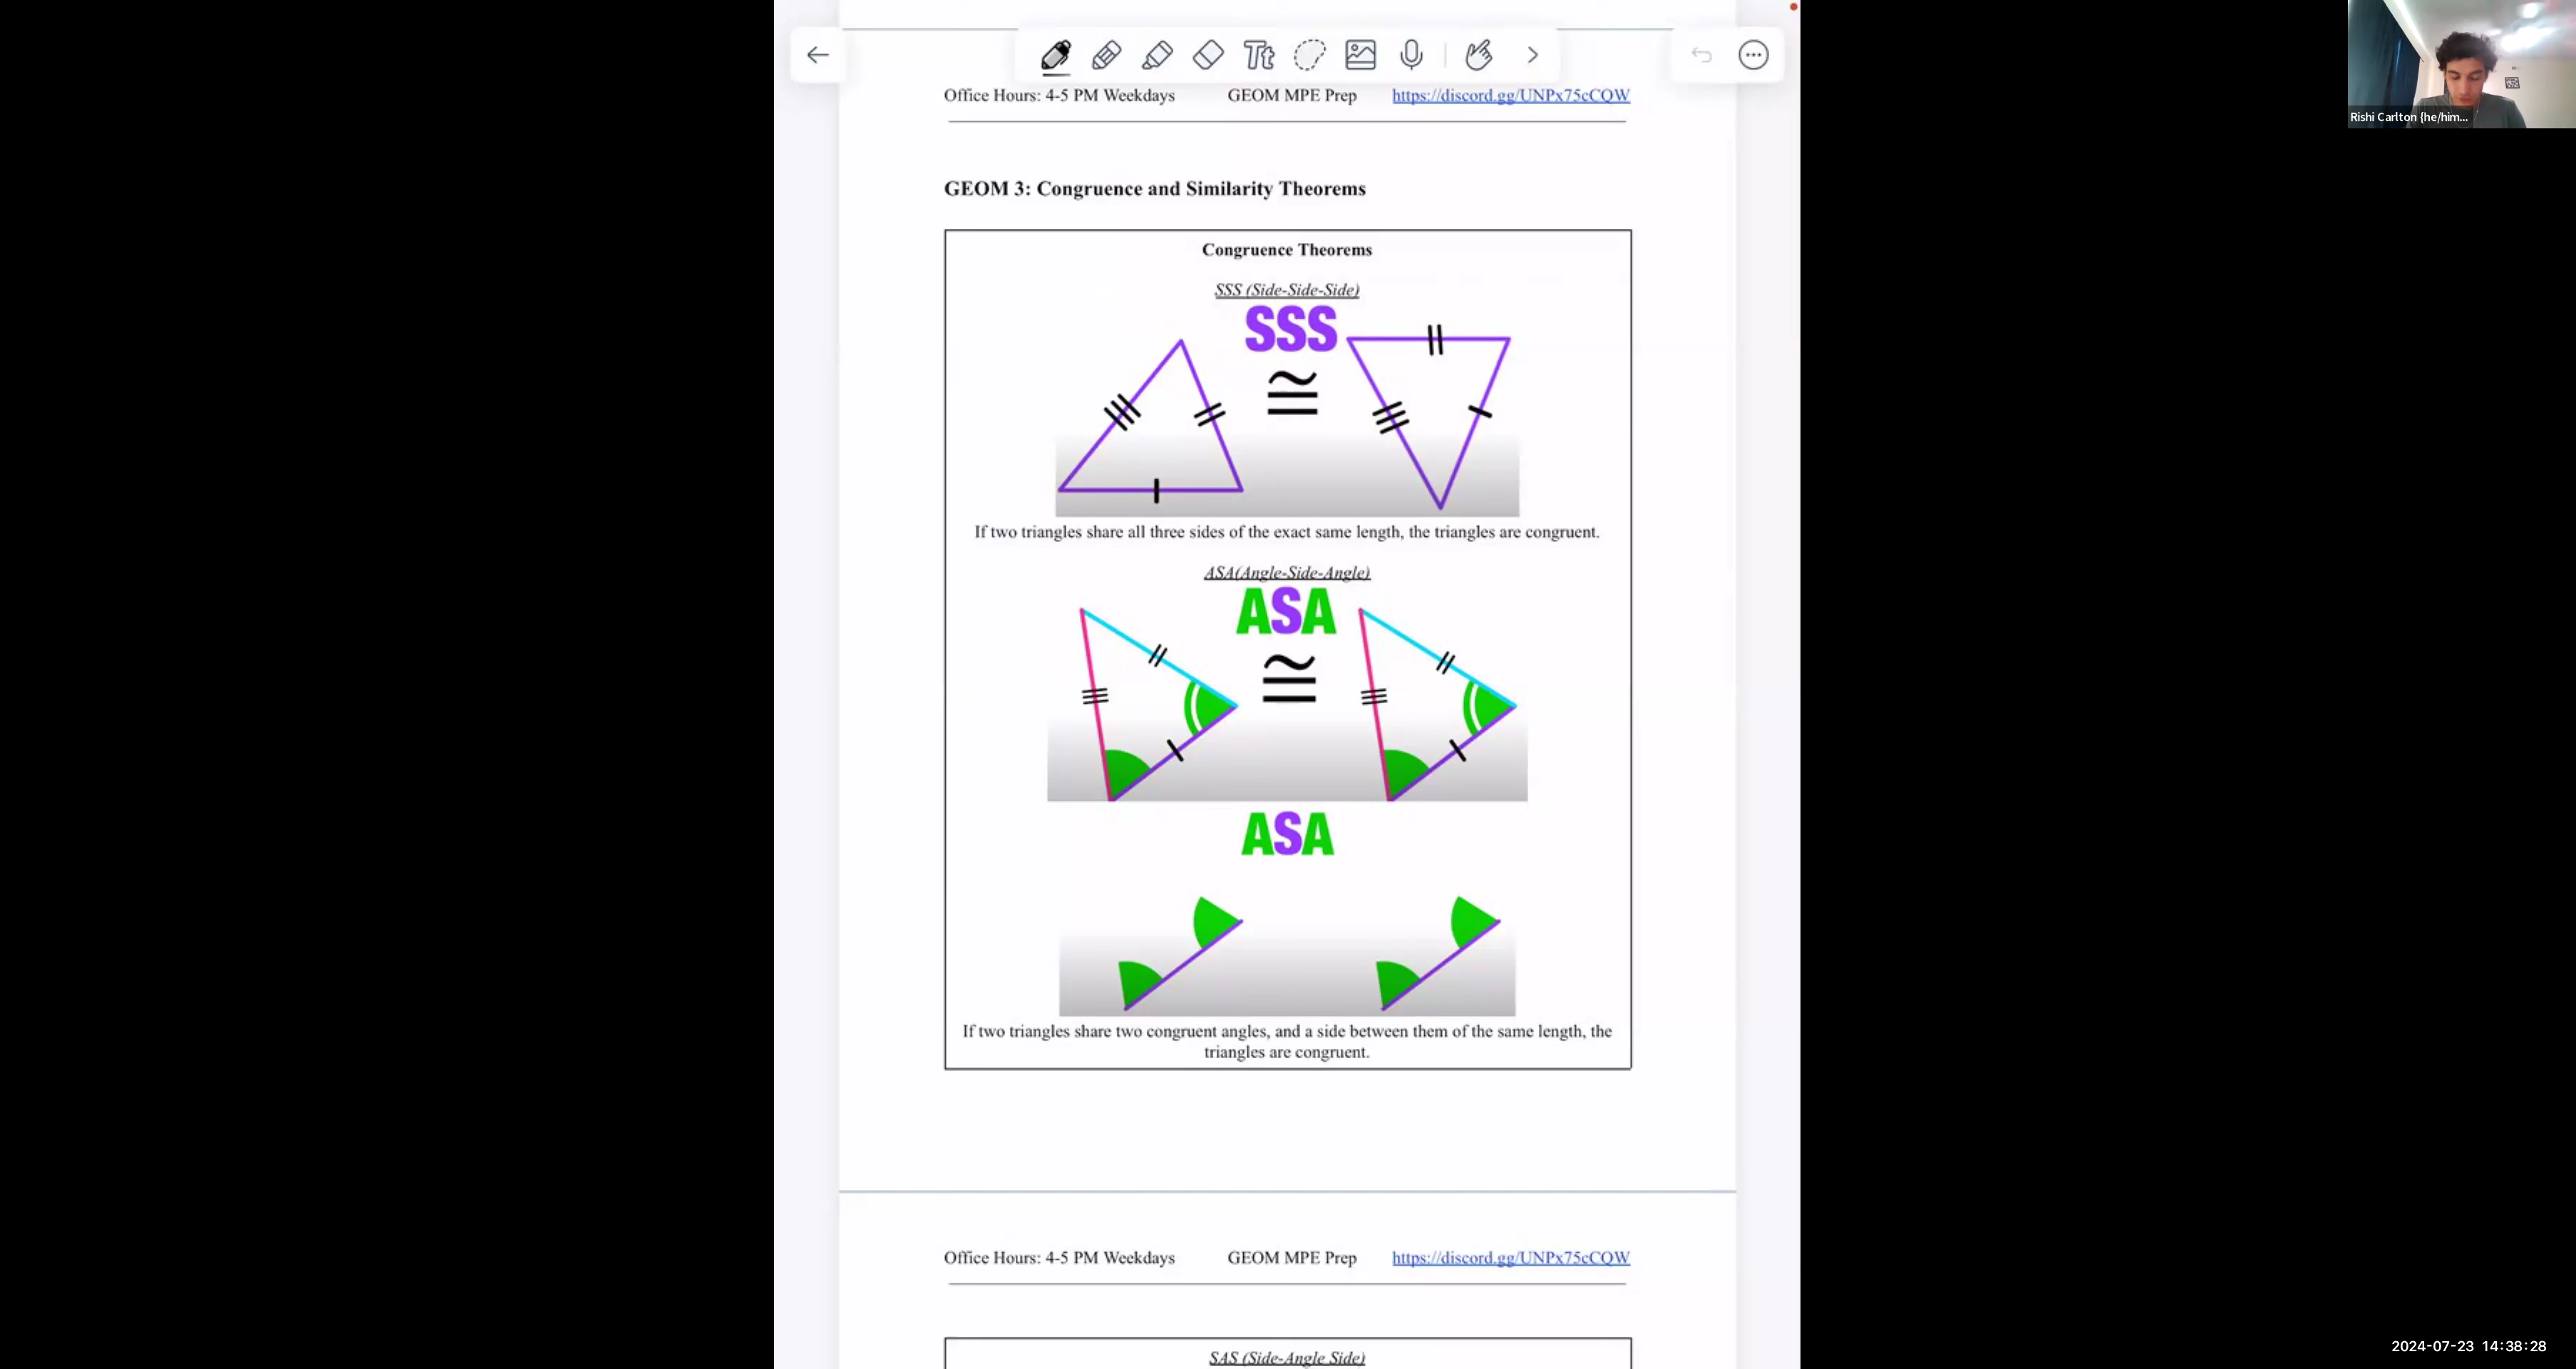 Office Hours: 4-5 PM Weekdays GEOM MPE Prep https://discord.gg/UNPx75cCQW
Rishi Carlton (he/him...
GEOM 3: Congruence and Similarity Theorems
Congruence Theorems
SSS (Side-Side-Side)
SSS
≅
If two triangles share all three sides of the exact same length, the triangles are congruent.
ASA(Angle-Side-Angle)
ASA
≅
ASA
If two triangles share two congruent angles, and a side between them of the same length, the
triangles are congruent.
Office Hours: 4-5 PM Weekdays GEOM MPE Prep https://discord.gg/UNPx75cCQW
SAS (Side-Angle Side)
2024-07-23 14:38:28